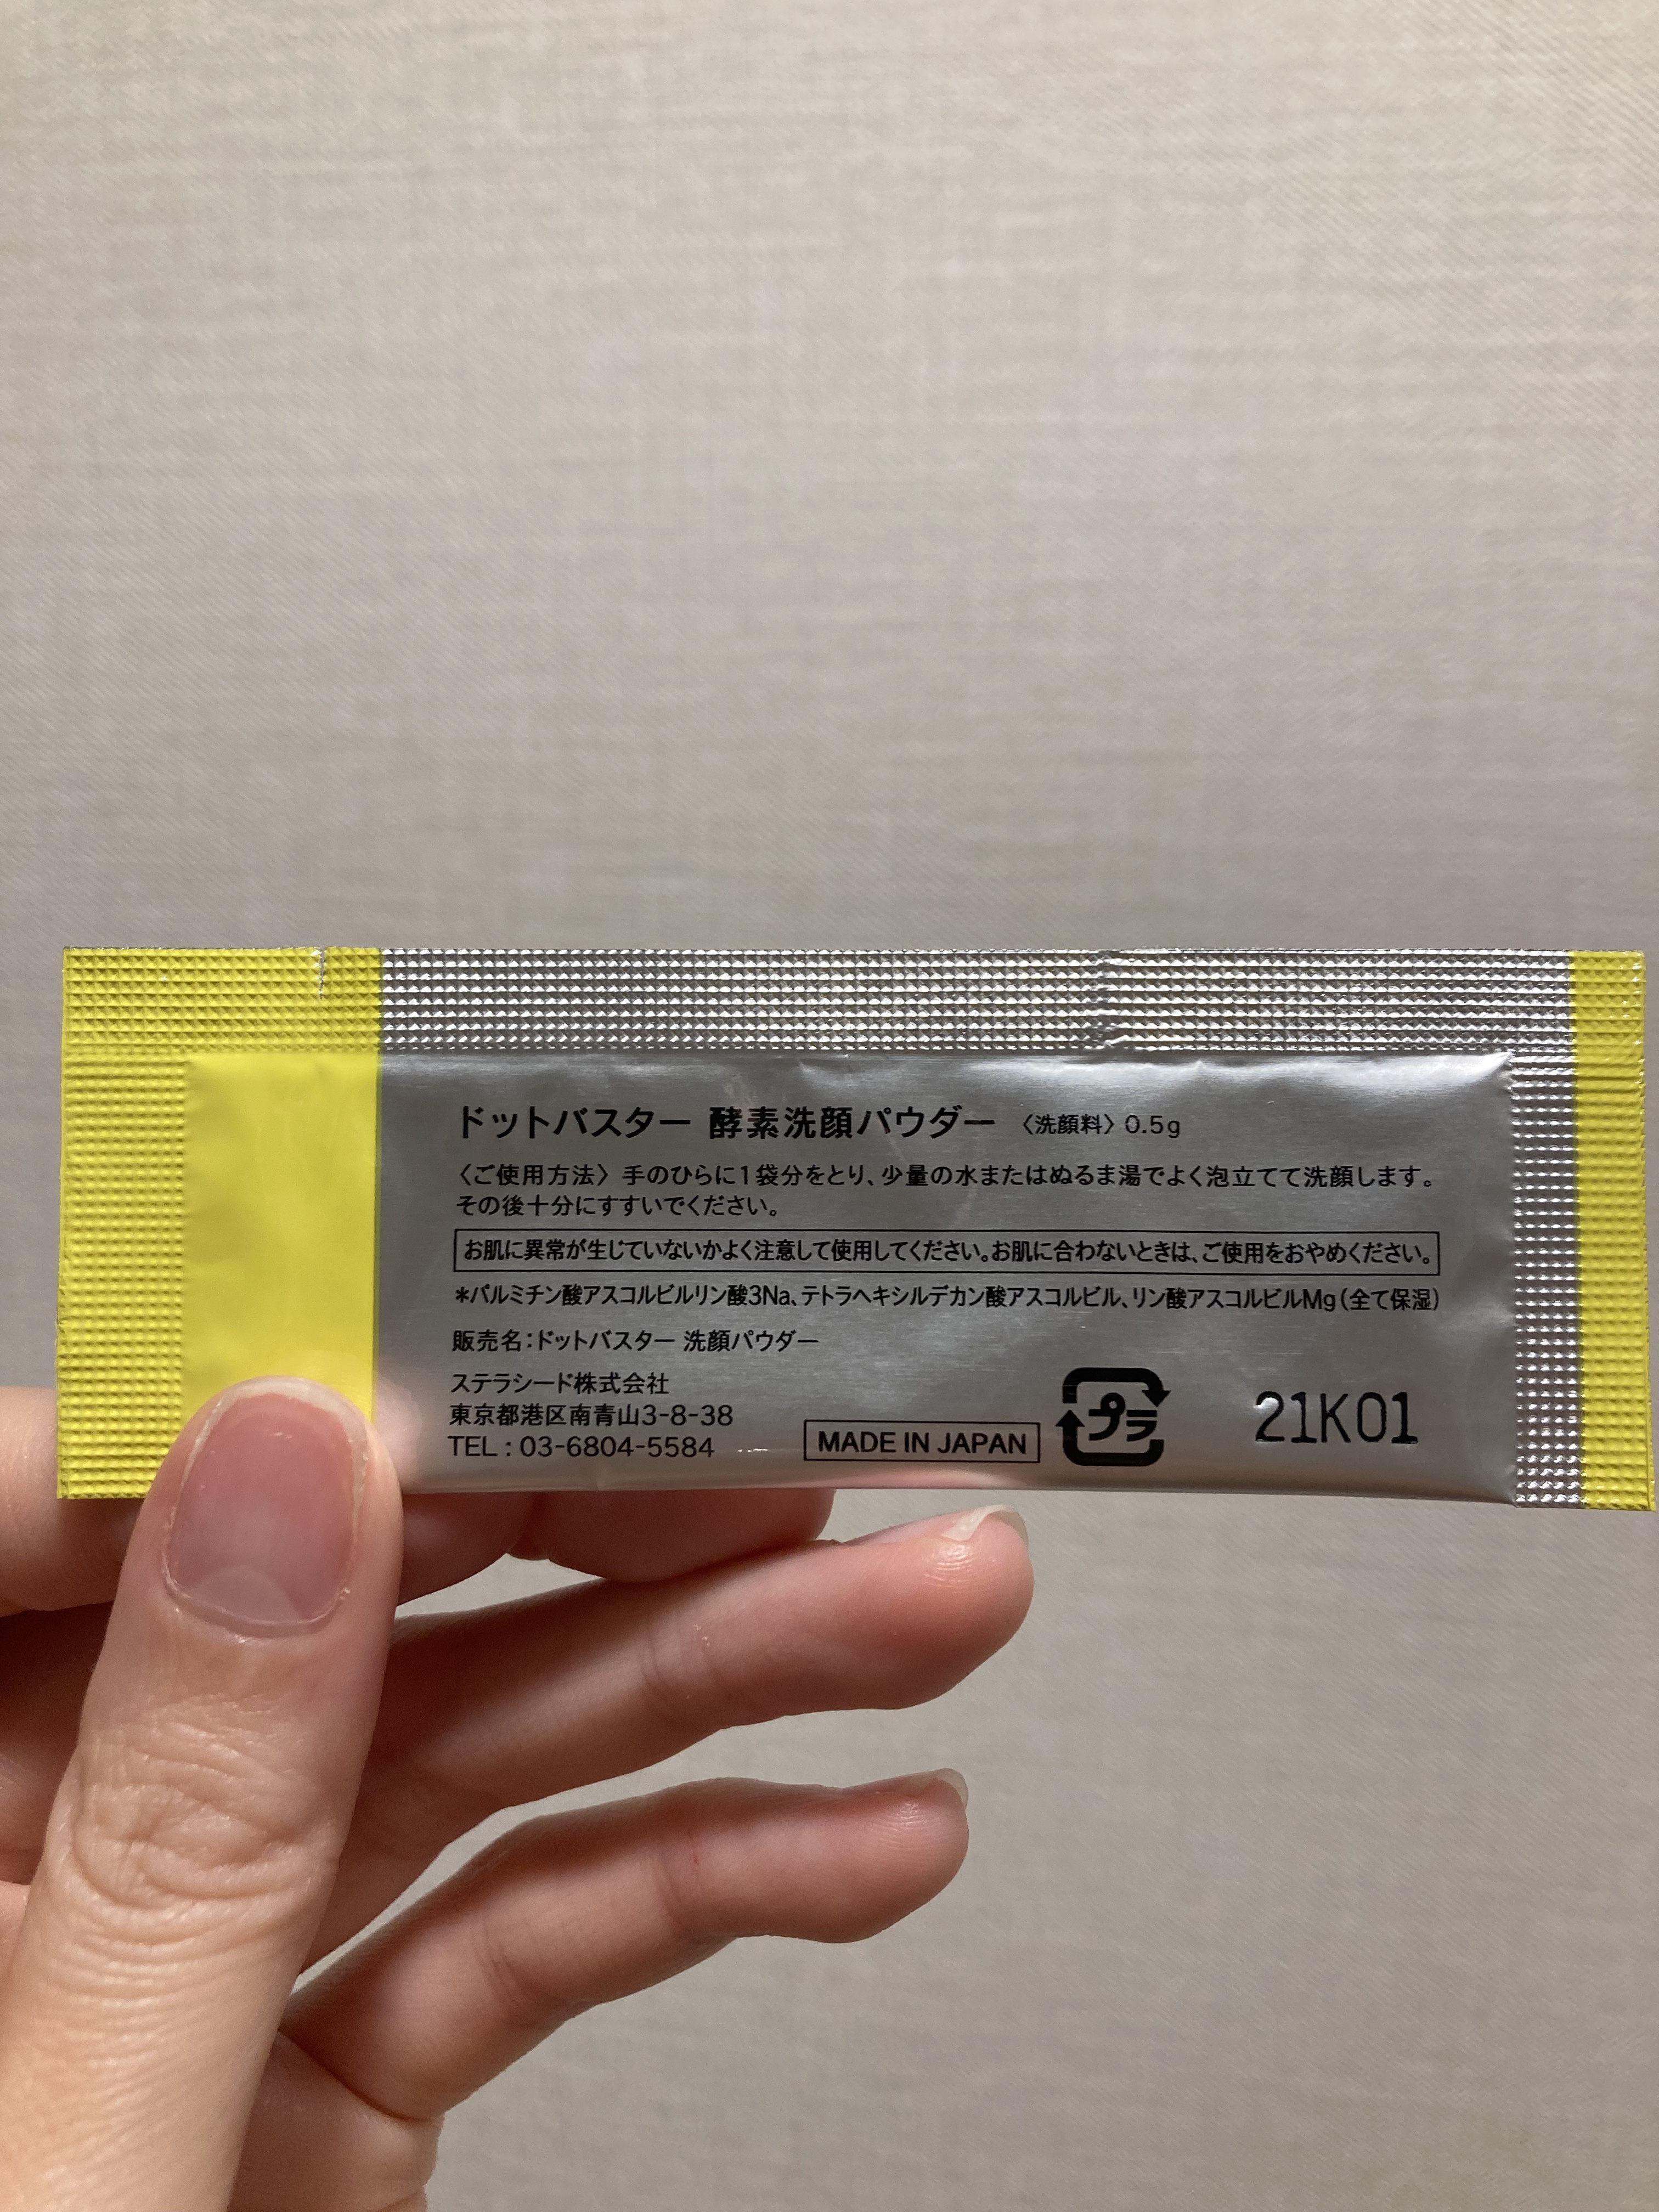 ドットバスター 酵素洗顔パウダー 〈洗顔料〉 0.5g
〈ご使用方法〉 手のひらに1袋分をとり、少量の水またはぬるま湯でよく泡立てて洗顔します。
その後十分にすすいでください。
お肌に異常が生じていないかよく注意して使用してください。お肌に合わないときは、ご使用をおやめください。
*パルミチン酸アスコルビルリン酸3Na、テトラヘキシルデカン酸アスコルビル、リン酸アスコルビルMg(全て保湿)
販売名:ドットバスター 洗顔パウダー
ステラシード株式会社
東京都港区南青山3-8-38
TEL : 03-6804-5584
MADE IN JAPAN
プラ
21K01